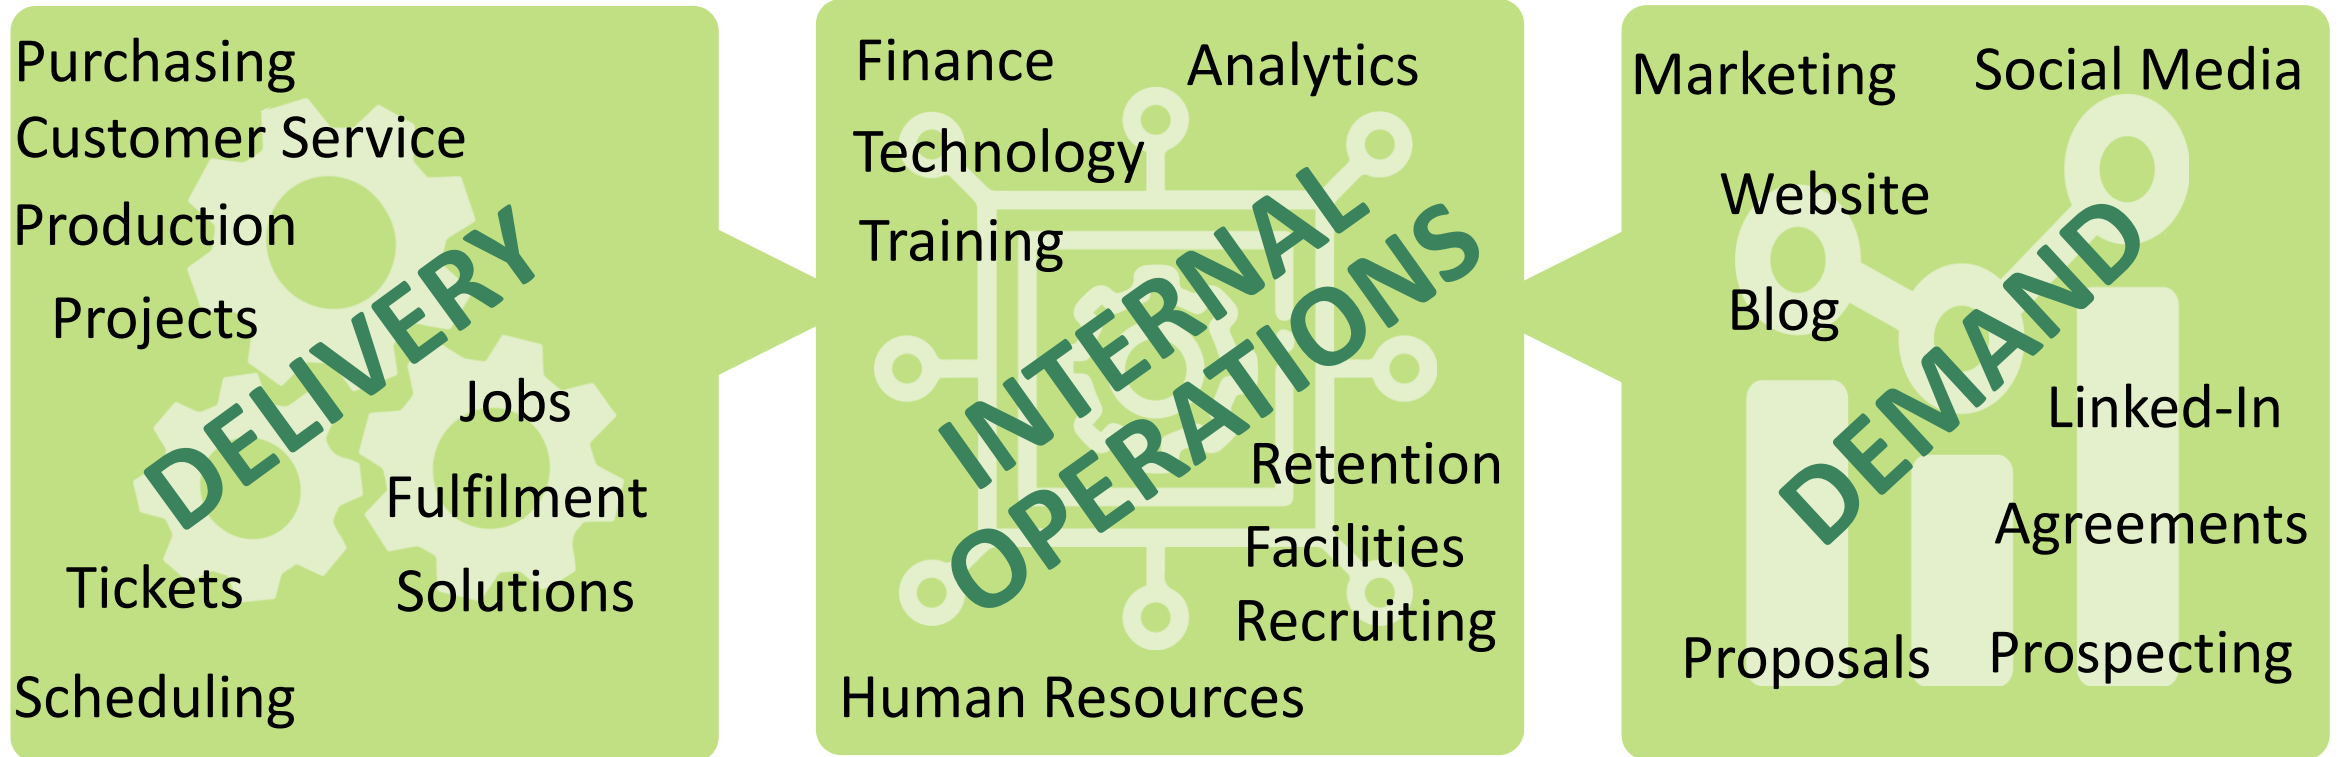 Purchasing
Customer Service
Production
Projects
DELIVERY
Jobs
Fulfilment
Tickets
Solutions
Scheduling
Finance
Analytics
Technology
Training
INTERNAL
OPERATIONS
Retention
Facilities
Recruiting
Human Resources
Marketing
Social Media
Website
Blog
DEMAND
Linked-In
Agreements
Proposals
Prospecting